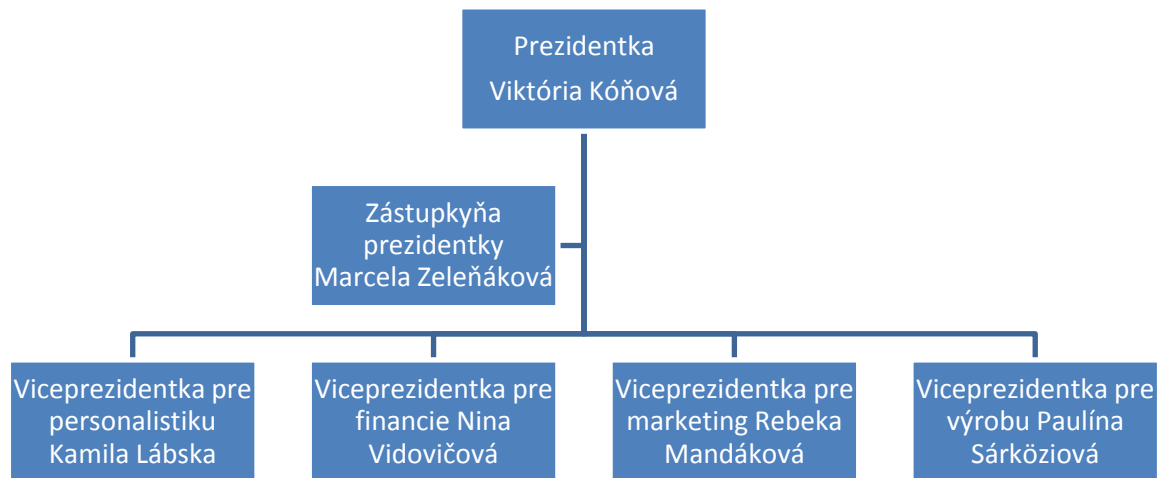 Prezidentka
Viktória Kóňová
Zástupkyňa
prezidentky
Marcela Zeleňáková
Viceprezidentka pre
personalistiku
Kamila Lábska
Viceprezidentka pre
financie Nina
Vidovičová
Viceprezidentka pre
marketing Rebeka
Mandáková
Viceprezidentka pre
výrobu Paulína
Sárköziová